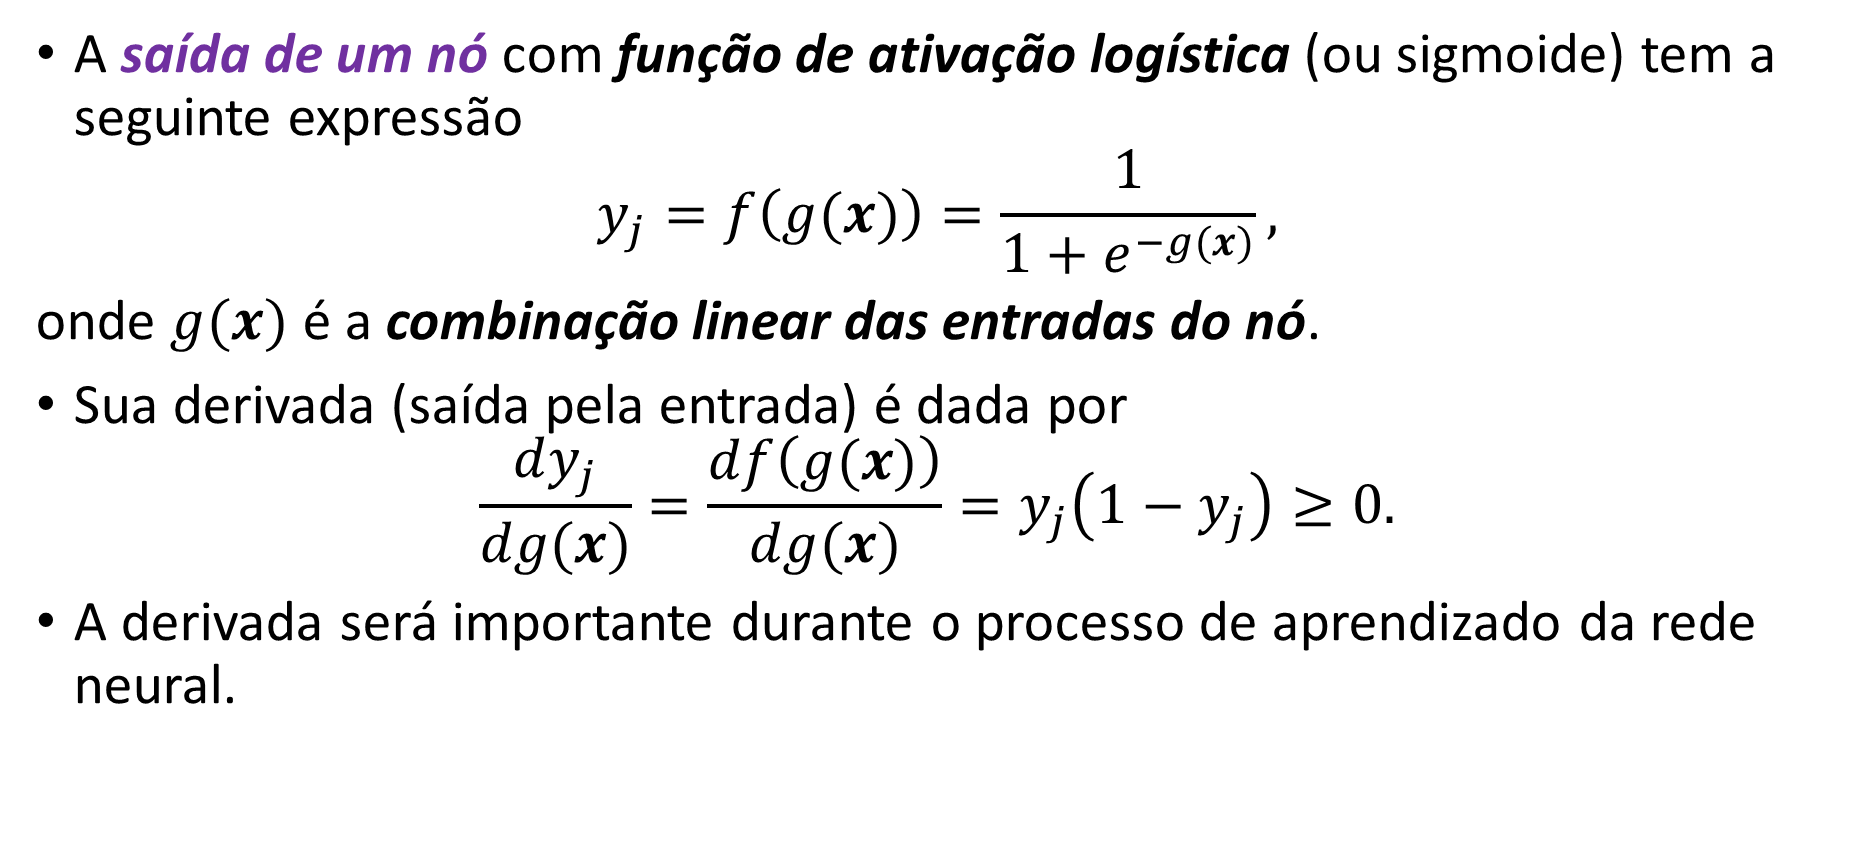 • A saída de um nó com função de ativação logística (ou sigmoide) tem a
seguinte expressão
y_j = f(g(x)) = 1 / (1 + e^{-g(x)}),
onde g(x) é a combinação linear das entradas do nó.
• Sua derivada (saída pela entrada) é dada por
dy_j / dg(x) = df(g(x)) / dg(x) = y_j(1 − y_j) ≥ 0.
• A derivada será importante durante o processo de aprendizado da rede
neural.